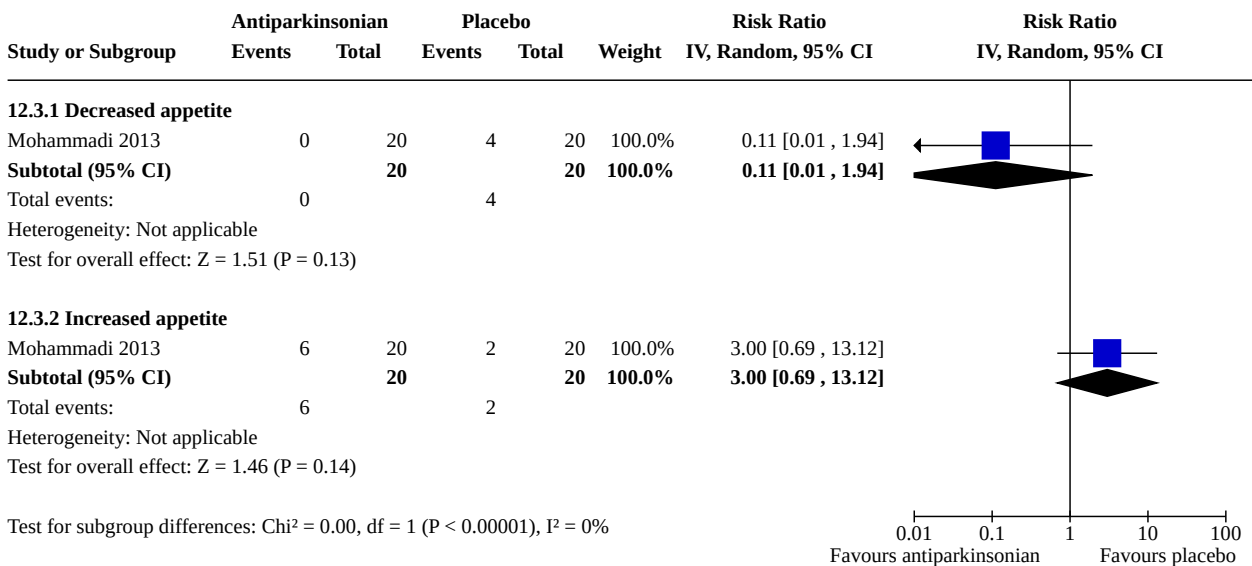 Antiparkinsonian Placebo Risk Ratio Risk Ratio
Study or Subgroup Events Total Events Total Weight IV, Random, 95% CI IV, Random, 95% CI
12.3.1 Decreased appetite
Mohammadi 2013 0 20 4 20 100.0% 0.11 [0.01 , 1.94]
Subtotal (95% CI) 20 20 100.0% 0.11 [0.01 , 1.94]
Total events: 0 4
Heterogeneity: Not applicable
Test for overall effect: Z = 1.51 (P = 0.13)
12.3.2 Increased appetite
Mohammadi 2013 6 20 2 20 100.0% 3.00 [0.69 , 13.12]
Subtotal (95% CI) 20 20 100.0% 3.00 [0.69 , 13.12]
Total events: 6 2
Heterogeneity: Not applicable
Test for overall effect: Z = 1.46 (P = 0.14)
Test for subgroup differences: Chi² = 0.00, df = 1 (P < 0.00001), I² = 0%
0.01 0.1 1 10 100
Favours antiparkinsonian Favours placebo